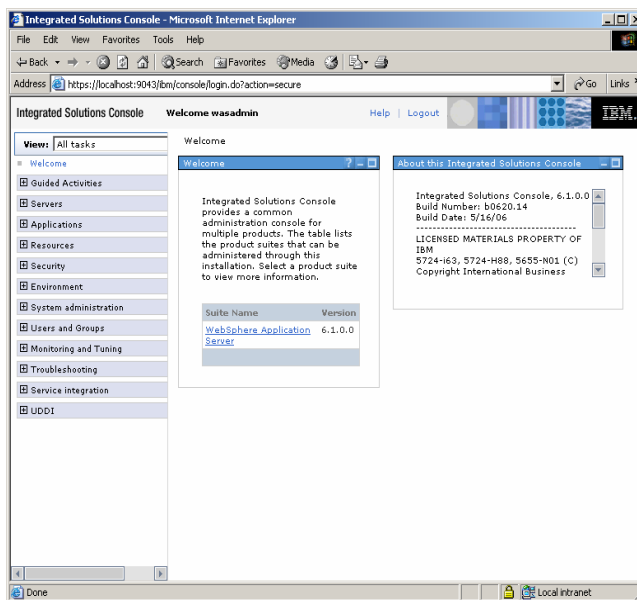 Integrated Solutions Console - Microsoft Internet Explorer
File Edit View Favorites Tools Help
Back Search Favorites Media
Address https://localhost:9043/ibm/console/login.do?action=secure Go Links
Integrated Solutions Console Welcome wasadmin Help | Logout IBM.
View: All tasks
Welcome
Guided Activities
Servers
Applications
Resources
Security
Environment
System administration
Users and Groups
Monitoring and Tuning
Troubleshooting
Service integration
UDDI
Welcome
Welcome
Integrated Solutions Console
provides a common
administration console for
multiple products. The table lists
the product suites that can be
administered through this
installation. Select a product suite
to view more information.
Suite Name Version
WebSphere Application 6.1.0.0
Server
About this Integrated Solutions Console
Integrated Solutions Console, 6.1.0.0
Build Number: b0620.14
Build Date: 5/16/06
----------------------------------
LICENSED MATERIALS PROPERTY OF
IBM
5724-i63, 5724-H88, 5655-N01 (C)
Copyright International Business
Done Local intranet